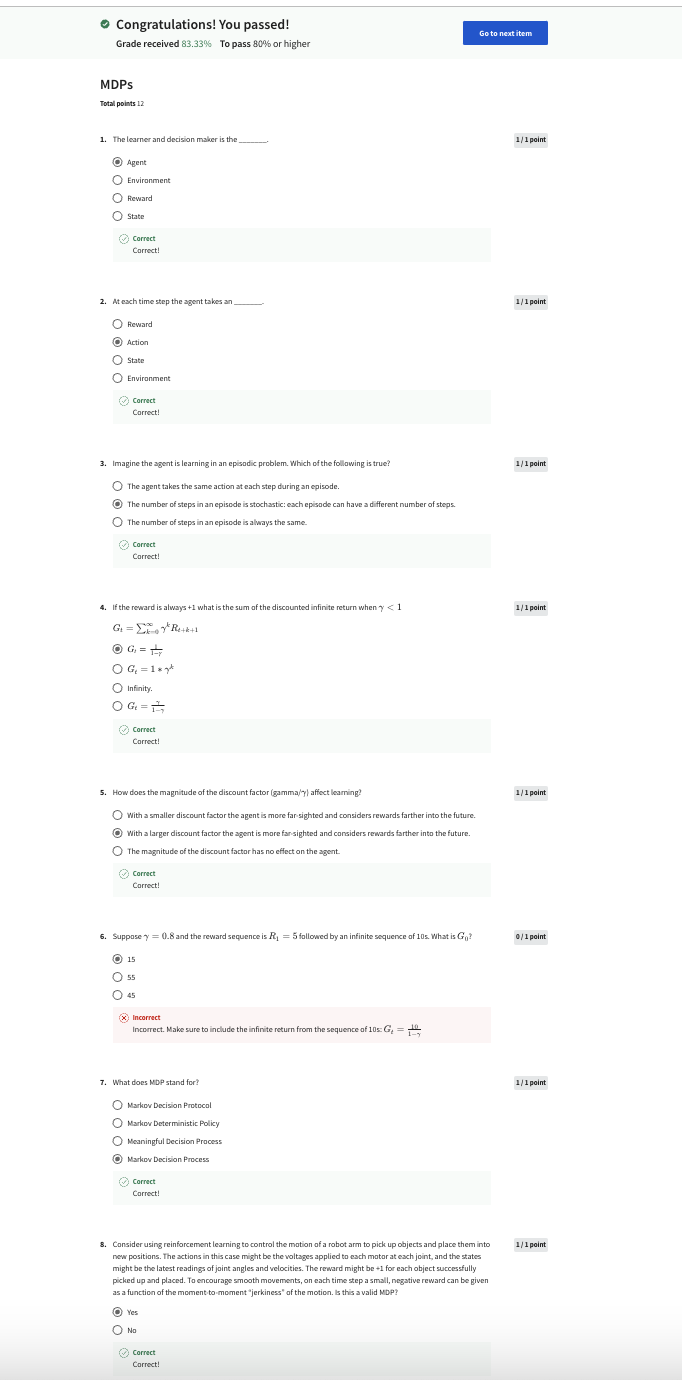 Congratulations! You passed!
Grade received 83.33% To pass 80% or higher
Go to next item
MDPs
Total points 12
1. The learner and decision maker is the _______.
1 / 1 point
Agent
Environment
Reward
State
Correct
Correct!
2. At each time step the agent takes an _______.
1 / 1 point
Reward
Action
State
Environment
Correct
Correct!
3. Imagine the agent is learning in an episodic problem. Which of the following is true?
1 / 1 point
The agent takes the same action at each step during an episode.
The number of steps in an episode is stochastic: each episode can have a different number of steps.
The number of steps in an episode is always the same.
Correct
Correct!
4. If the reward is always +1 what is the sum of the discounted infinite return when γ < 1
1 / 1 point
G_t = ∑_{k=0}^{∞} γ^k R_{t+k+1}
G_t = \frac{1}{1-γ}
G_t = 1 * γ^k
Infinity.
G_t = \frac{γ}{1-γ}
Correct
Correct!
5. How does the magnitude of the discount factor (gamma/γ) affect learning?
1 / 1 point
With a smaller discount factor the agent is more far-sighted and considers rewards farther into the future.
With a larger discount factor the agent is more far-sighted and considers rewards farther into the future.
The magnitude of the discount factor has no effect on the agent.
Correct
Correct!
6. Suppose γ = 0.8 and the reward sequence is R_1 = 5 followed by an infinite sequence of 10s. What is G_0?
0 / 1 point
15
55
45
Incorrect
Incorrect. Make sure to include the infinite return from the sequence of 10s: G_t = \frac{10}{1-γ}
7. What does MDP stand for?
1 / 1 point
Markov Decision Protocol
Markov Deterministic Policy
Meaningful Decision Process
Markov Decision Process
Correct
Correct!
8. Consider using reinforcement learning to control the motion of a robot arm to pick up objects and place them into
1 / 1 point
new positions. The actions in this case might be the voltages applied to each motor at each joint, and the states
might be the latest readings of joint angles and velocities. The reward might be +1 for each object successfully
picked up and placed. To encourage smooth movements, on each time step a small, negative reward can be given
as a function of the moment-to-moment “jerkiness” of the motion. Is this a valid MDP?
Yes
No
Correct
Correct!